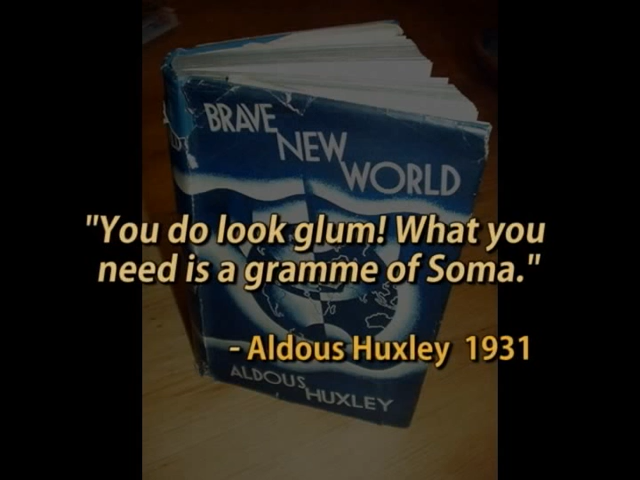 BRAVE
NEW
WORLD
"You do look glum! What you
need is a gramme of Soma."
- Aldous Huxley 1931
ALDOUS
HUXLEY